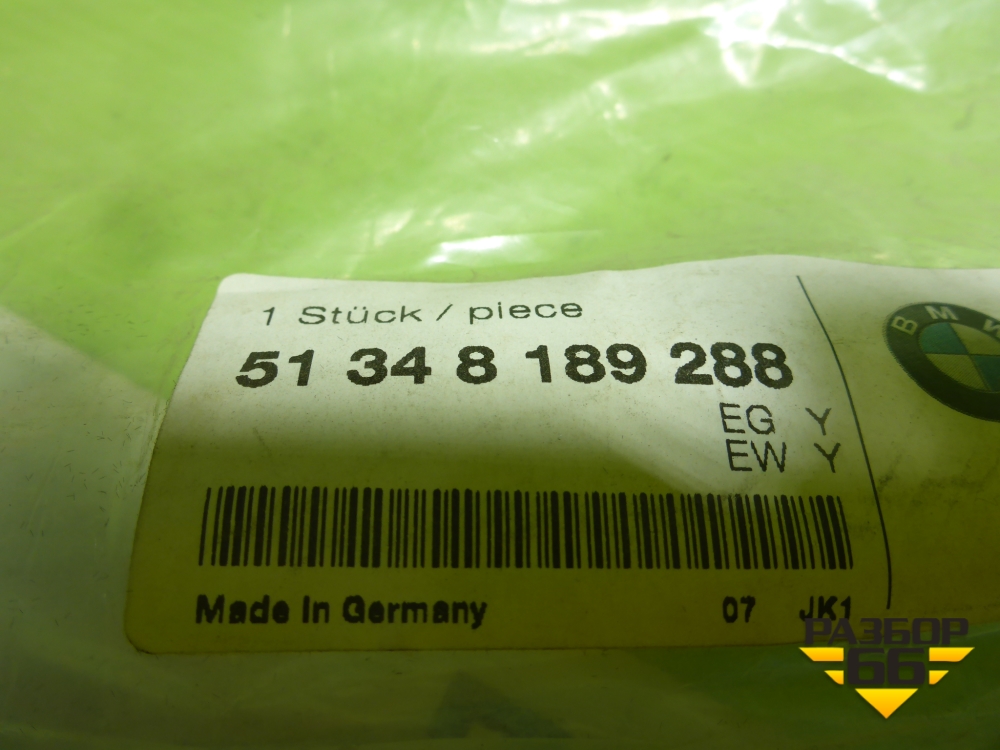 1 Stück / piece
51 34 8 189 288
EG Y
EW Y
BMW
Made In Germany 07 JK1
РАЗБОР
66